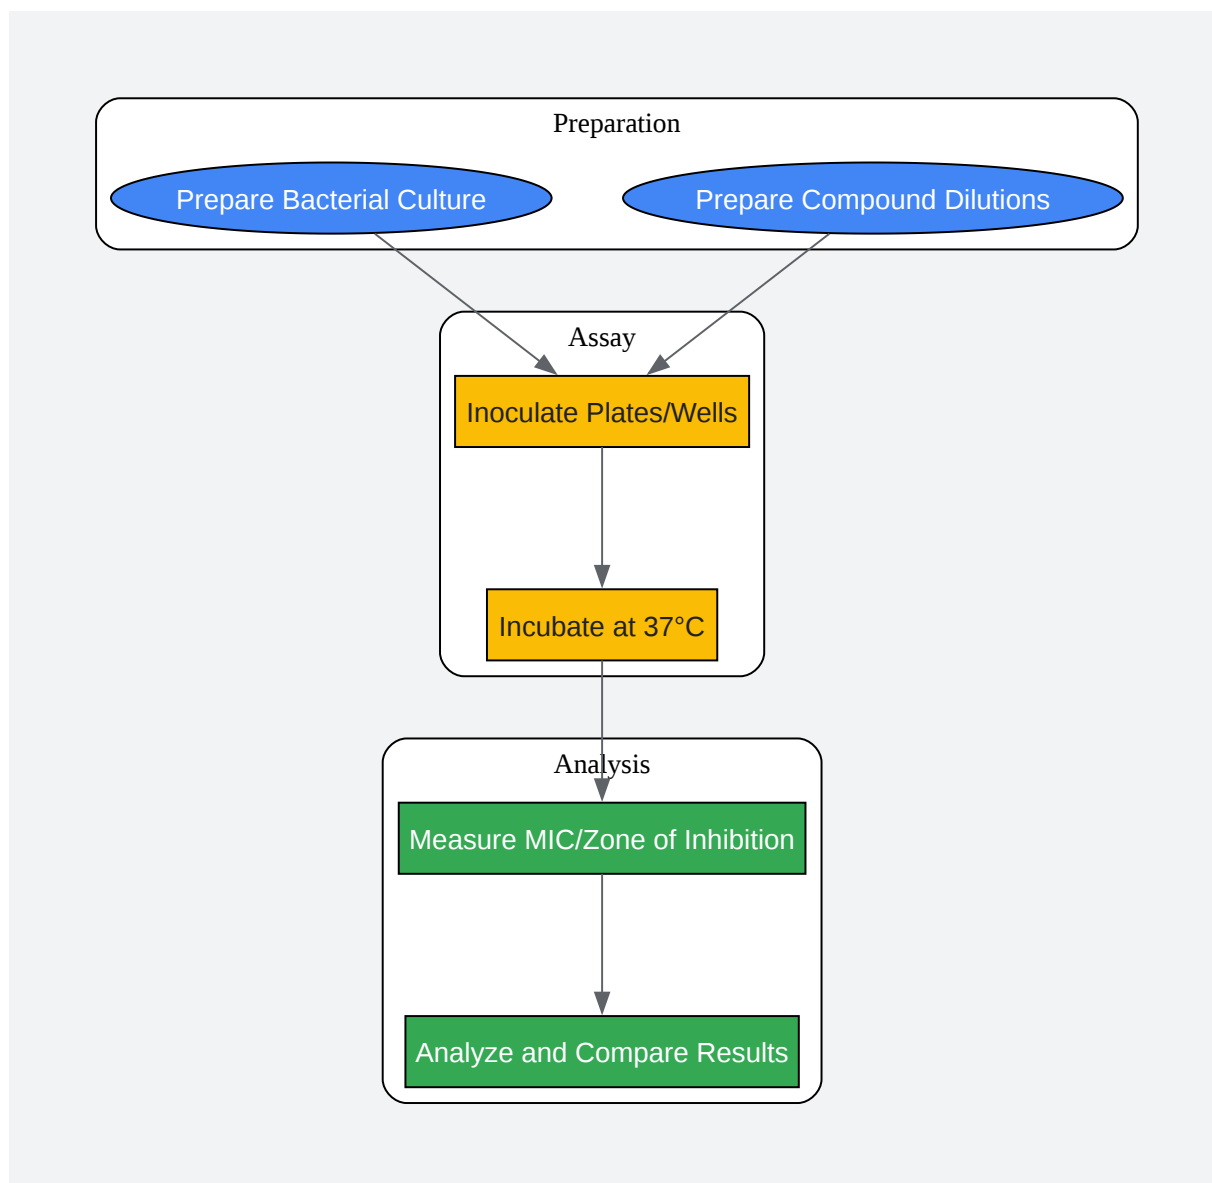 Preparation
Prepare Bacterial Culture
Prepare Compound Dilutions
Assay
Inoculate Plates/Wells
Incubate at 37°C
Analysis
Measure MIC/Zone of Inhibition
Analyze and Compare Results